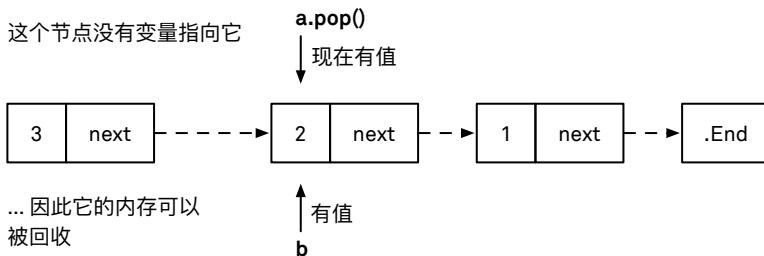 a.pop()
这个节点没有变量指向它
现在有值
3 next 2 next 1 next .End
... 因此它的内存可以
被回收
有值
b